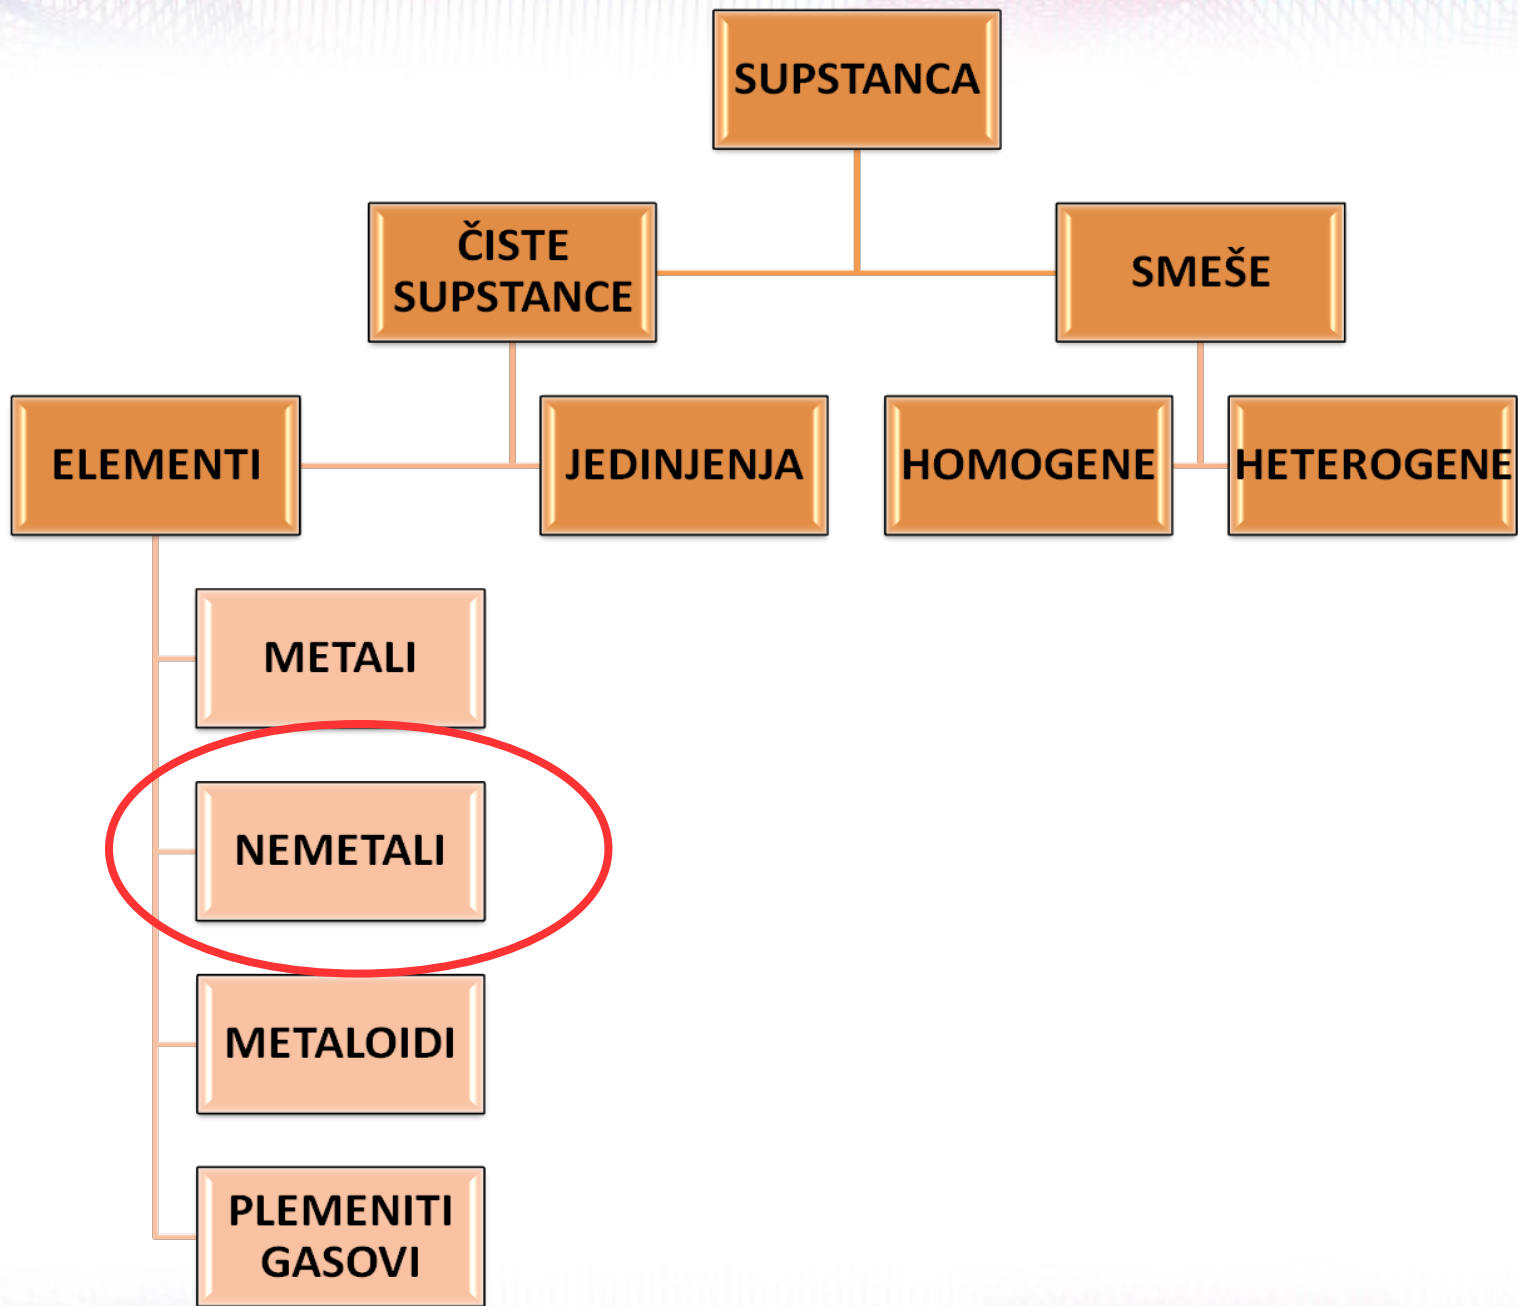 SUPSTANCA
ČISTE
SUPSTANCE
SMEŠE
ELEMENTI
JEDINJENJA
HOMOGENE
HETEROGENE
METALI
NEMETALI
METALOIDI
PLEMENITI
GASOVI